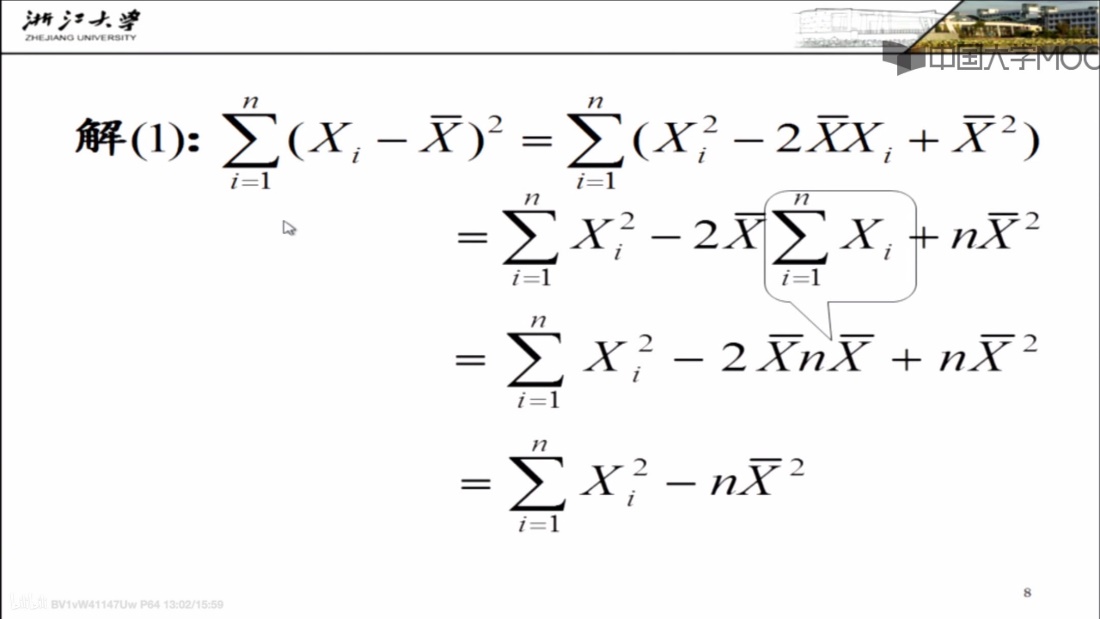 浙江大学
ZHEJIANG UNIVERSITY
中国大学MOO
解(1): ∑_{i=1}^{n} (X_i − X̄)² = ∑_{i=1}^{n} (X_i² − 2X̄X_i + X̄²)
= ∑_{i=1}^{n} X_i² − 2X̄ ∑_{i=1}^{n} X_i + nX̄²
= ∑_{i=1}^{n} X_i² − 2X̄nX̄ + nX̄²
= ∑_{i=1}^{n} X_i² − nX̄²
8
BV1vW41147Uw P64 13:02/15:59